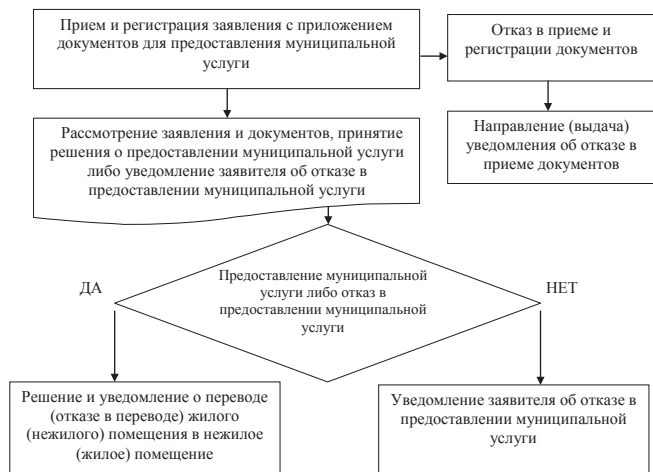 Прием и регистрация заявления с приложением
документов для предоставления муниципальной
услуги
Отказ в приеме и
регистрации документов
Рассмотрение заявления и документов, принятие
решения о предоставлении муниципальной услуги
либо уведомление заявителя об отказе в
предоставлении муниципальной услуги
Направление (выдача)
уведомления об отказе в
приеме документов
ДА
Предоставление муниципальной
услуги либо отказ в
предоставлении муниципальной
услуги
НЕТ
Решение и уведомление о переводе
(отказе в переводе) жилого
(нежилого) помещения в нежилое
(жилое) помещение
Уведомление заявителя об отказе в
предоставлении муниципальной
услуги